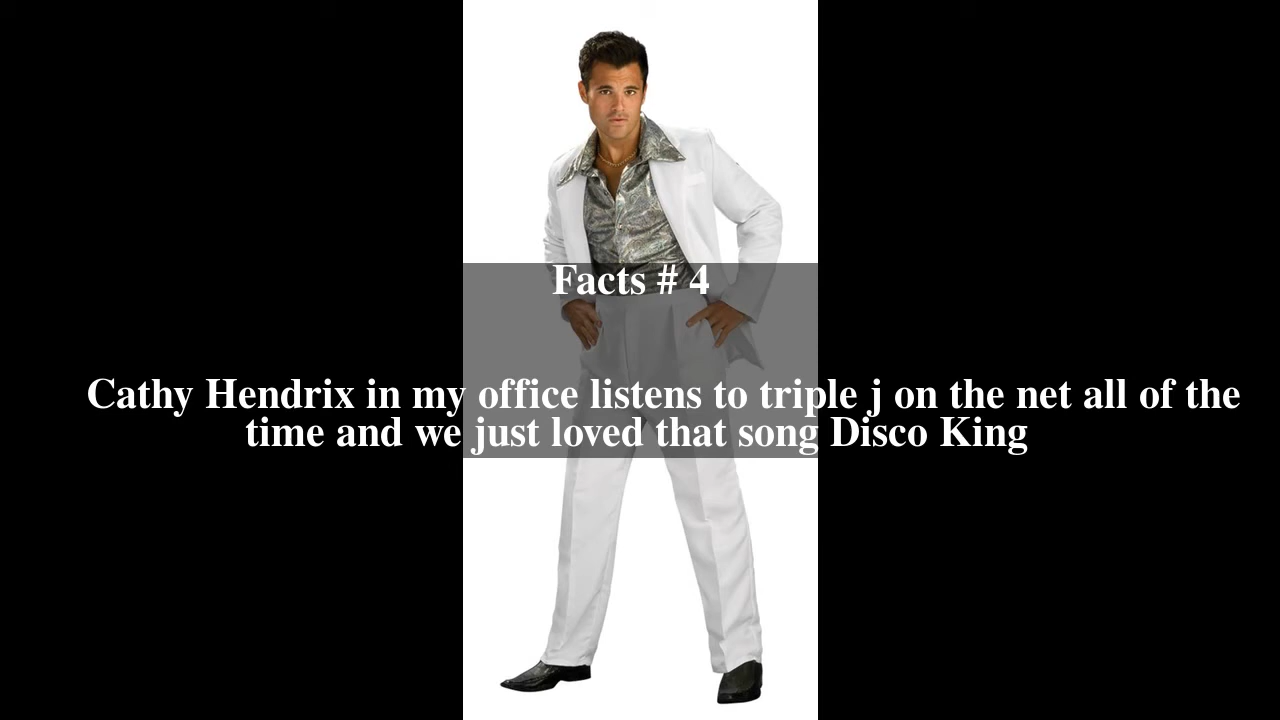 Facts # 4
Cathy Hendrix in my office listens to triple j on the net all of the
time and we just loved that song Disco King